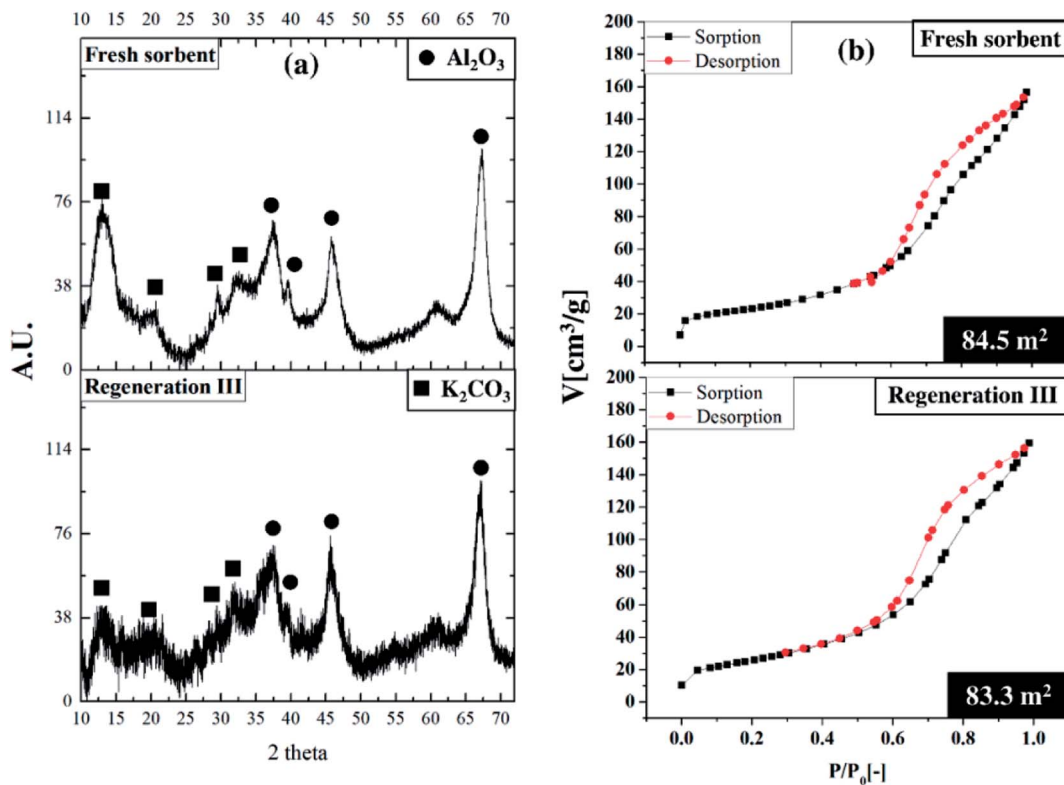 10 15 20 25 30 35 40 45 50 55 60 65 70
Fresh sorbent
(a)
● Al₂O₃
114
76
38
0
A.U.
Regeneration III
■ K₂CO₃
114
76
38
0
10 15 20 25 30 35 40 45 50 55 60 65 70
2 theta
200
180
160
140
120
100
80
60
40
20
0
Sorption
Desorption
(b)
Fresh sorbent
84.5 m²
V[cm³/g]
200
180
160
140
120
100
80
60
40
20
0
Sorption
Desorption
Regeneration III
83.3 m²
0.0 0.2 0.4 0.6 0.8 1.0
P/P₀[-]